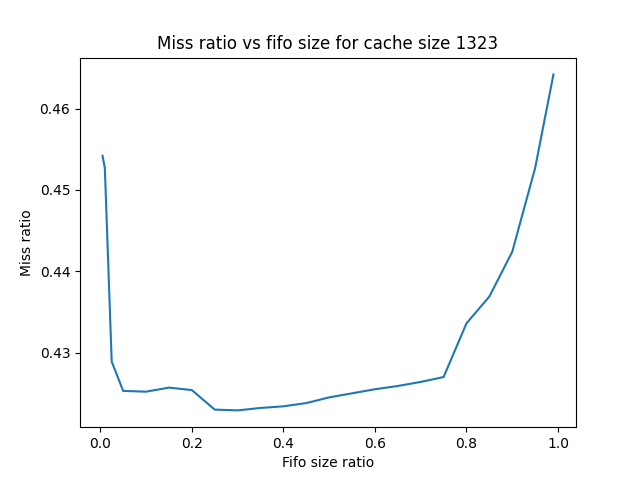 Miss ratio vs fifo size for cache size 1323
0.46
0.45
0.44
0.43
Miss ratio
0.0 0.2 0.4 0.6 0.8 1.0
Fifo size ratio